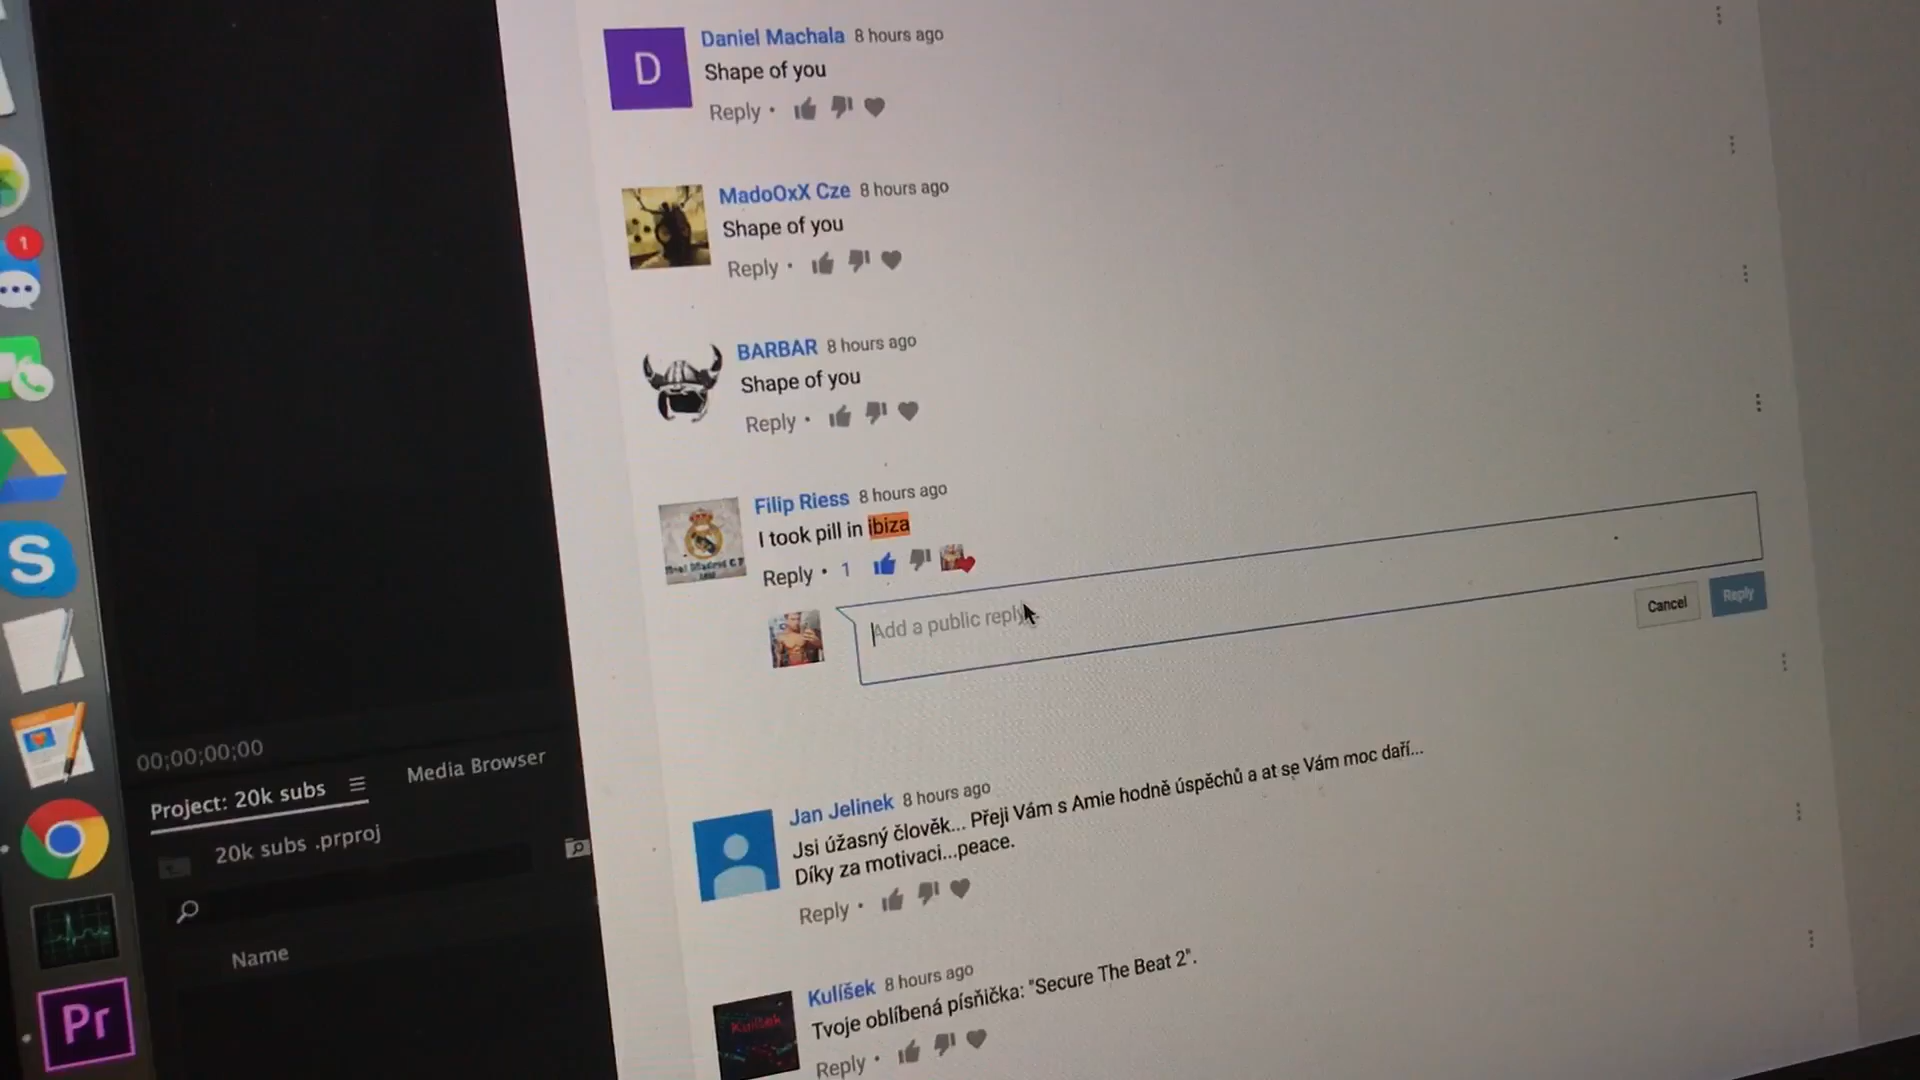 D
Daniel Machala 8 hours ago
Shape of you
Reply •
MadoOxX Cze 8 hours ago
Shape of you
Reply •
BARBAR 8 hours ago
Shape of you
Reply •
Filip Riess 8 hours ago
I took pill in ibiza
Reply • 1
Add a public reply
Cancel
Reply
Jan Jelinek 8 hours ago
Jsi úžasný člověk... Přeji Vám s Amie hodně úspěchů a at se Vám moc daří...
Díky za motivaci...peace.
Reply •
Kulíšek
Kulíšek 8 hours ago
Tvoje oblíbená písňička: "Secure The Beat 2".
Reply •
1
S
00;00;00;00
Project: 20k subs
Media Browser
20k subs .prproj
Name
Pr